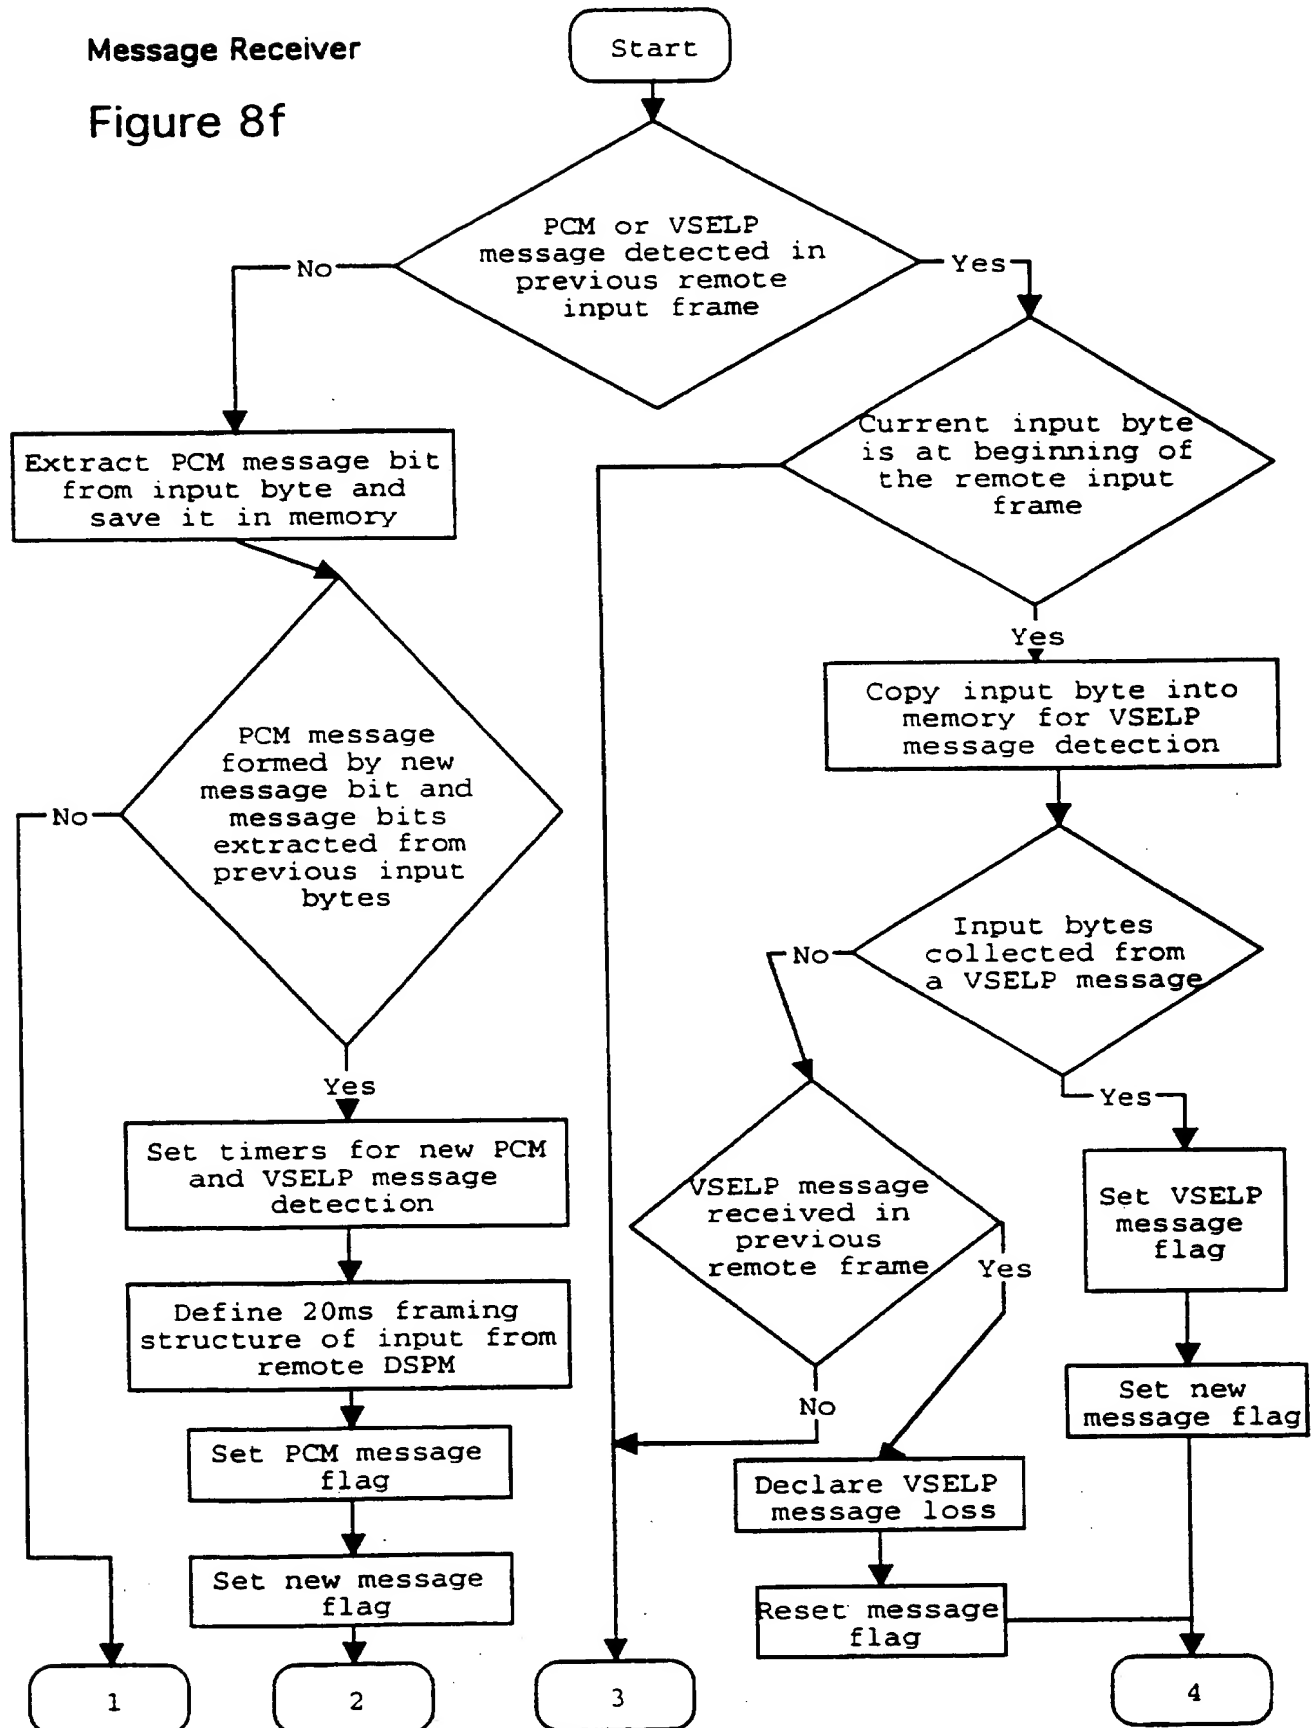 Message Receiver
Figure 8f
Start
PCM or VSELP
message detected in
previous remote
input frame
No
Yes
Extract PCM message bit
from input byte and
save it in memory
Current input byte
is at beginning of
the remote input
frame
Yes
Copy input byte into
memory for VSELP
message detection
PCM message
formed by new
message bit and
message bits
extracted from
previous input
bytes
No
Yes
Input bytes
collected from
a VSELP message
No
Yes
Set timers for new PCM
and VSELP message
detection
VSELP message
received in
previous
remote frame
Yes
No
Set VSELP
message
flag
Define 20ms framing
structure of input from
remote DSPM
Set new
message flag
Set PCM message
flag
Declare VSELP
message loss
Set new message
flag
Reset message
flag
1
2
3
4